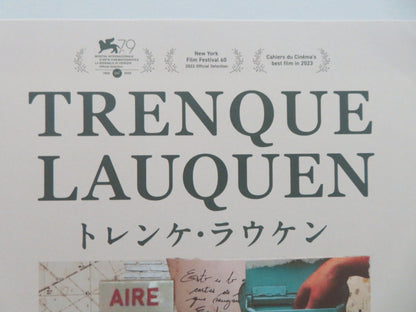 79
New York
Film Festival 60
2022 Official Selection
Cahiers du Cinéma's
best film in 2023
TRENQUE
LAUQUEN
トレンケ・ラウケン
AIRE